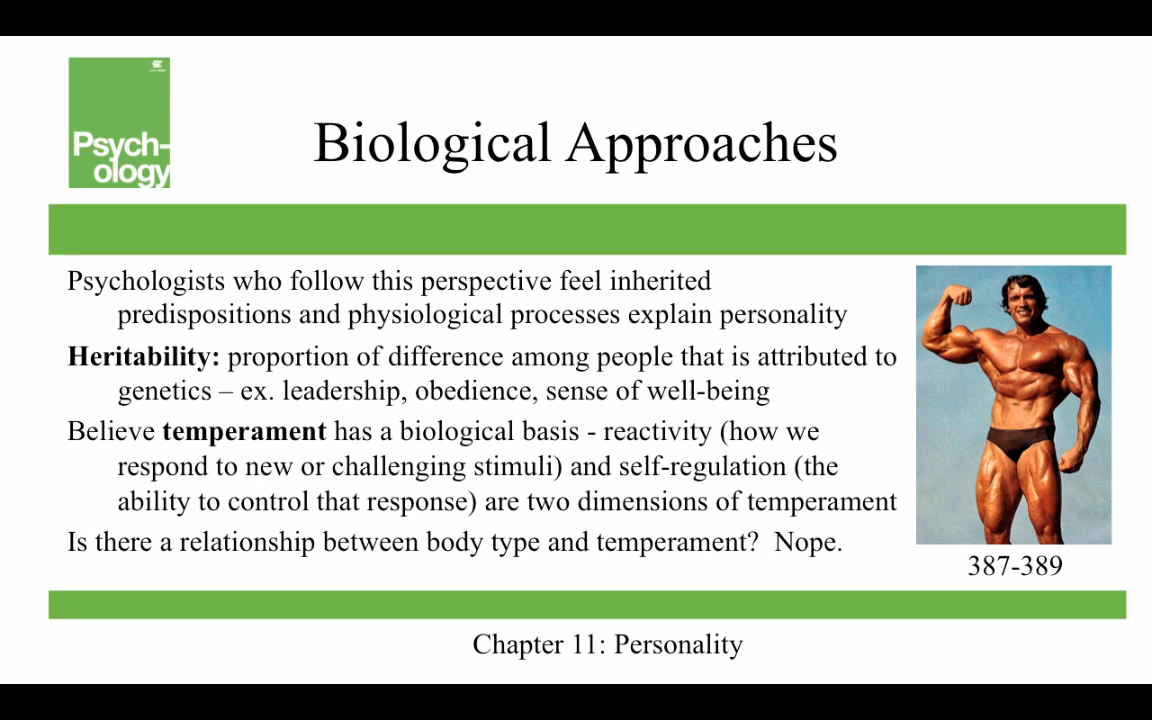 Psych-
ology
Biological Approaches
Psychologists who follow this perspective feel inherited
predispositions and physiological processes explain personality
Heritability: proportion of difference among people that is attributed to
genetics – ex. leadership, obedience, sense of well-being
Believe temperament has a biological basis - reactivity (how we
respond to new or challenging stimuli) and self-regulation (the
ability to control that response) are two dimensions of temperament
Is there a relationship between body type and temperament? Nope.
387-389
Chapter 11: Personality